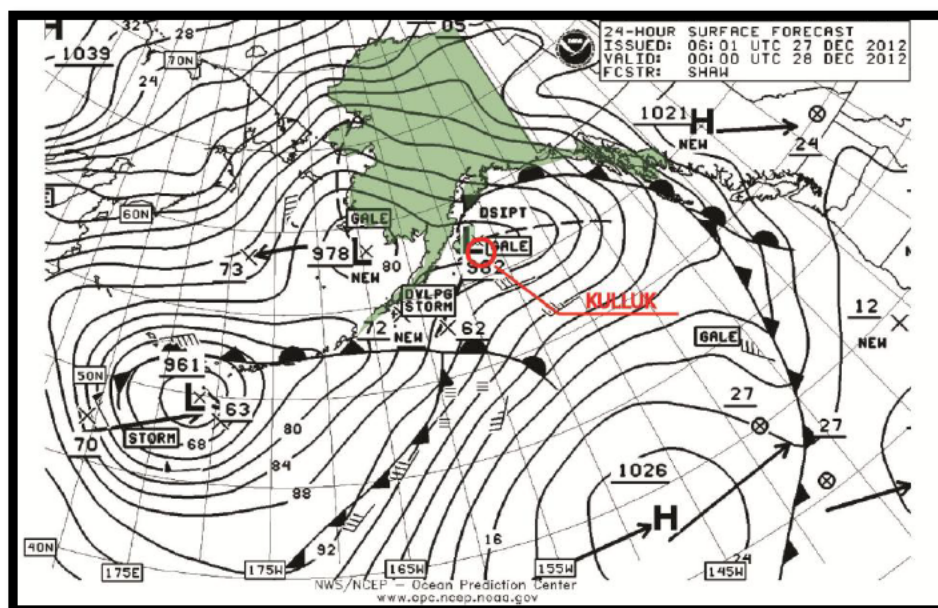 24-HOUR SURFACE FORECAST
ISSUED: 06:01 UTC 27 DEC 2012
VALID: 00:00 UTC 28 DEC 2012
FCSTR: SHAW
H
32
28
05
1039
70N
24
1021 H
NEW
24
60N
GALE
DSIPT
978 L
NEW
80
73
L
GALE
982
KULLUK
DVLPG
STORM
72 NEW
62
12
NEW
GALE
50N
961
L
63
70
STORM
68
80
84
88
92
27
27
1026
H
16
24
40N
175E
175W
165W
155W
145W
NWS/NCEP – Ocean Prediction Center
www.opc.ncep.noaa.gov